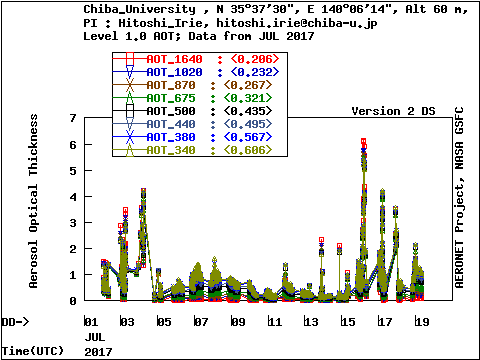 Chiba_University , N 35°37'30", E 140°06'14", Alt 60 m,
PI : Hitoshi_Irie, hitoshi.irie@chiba-u.jp
Level 1.0 AOT; Data from JUL 2017
AOT_1640 : <0.206>
AOT_1020 : <0.232>
AOT_870 : <0.267>
AOT_675 : <0.321>
AOT_500 : <0.435>
AOT_440 : <0.495>
AOT_380 : <0.567>
AOT_340 : <0.606>
Version 2 DS
Aerosol Optical Thickness
7
6
5
4
3
2
1
0
AERONET Project, NASA GSFC
DD-> 01 03 05 07 09 11 13 15 17 19
JUL
Time(UTC) 2017